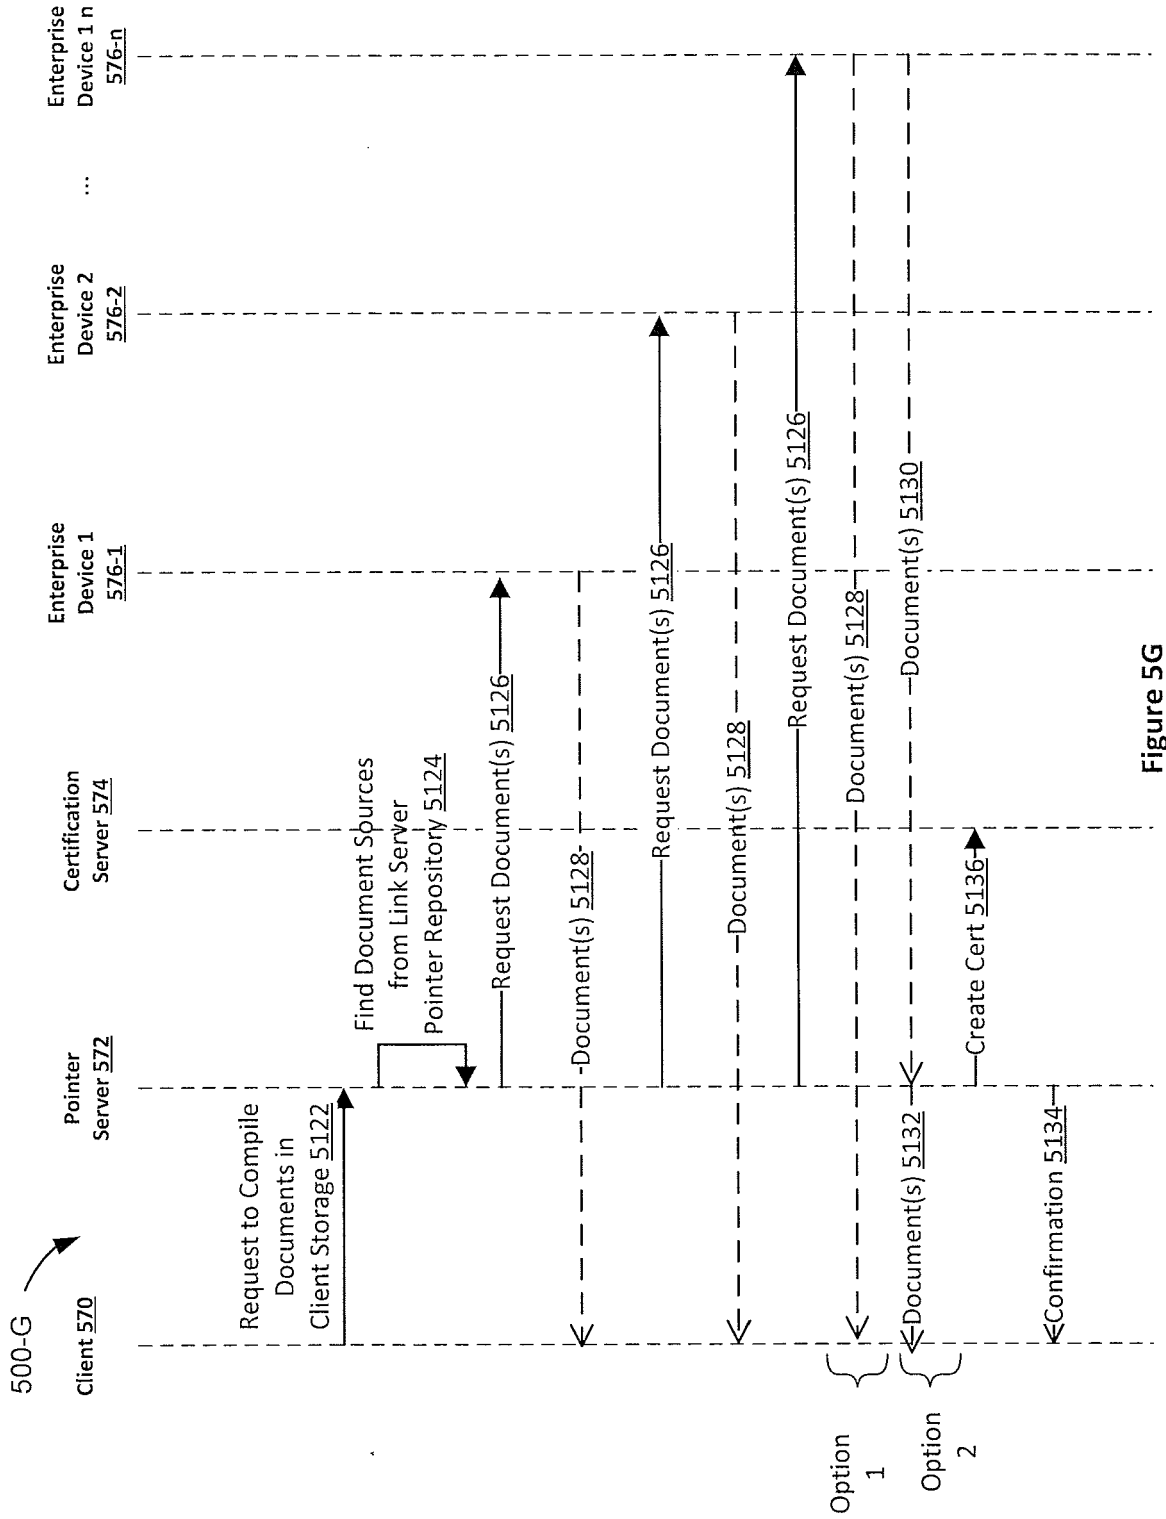 500-G
Client 570
Pointer
Server 572
Certification
Server 574
Enterprise
Device 1
576-1
Enterprise
Device 2
576-2
...
Enterprise
Device 1 n
576-n
Request to Compile
Documents in
Client Storage 5122
Find Document Sources
from Link Server
Pointer Repository 5124
Request Document(s) 5126
Document(s) 5128
Request Document(s) 5126
Document(s) 5128
Request Document(s) 5126
Option
1
Document(s) 5128
Option
2
Document(s) 5132
Document(s) 5130
Create Cert 5136
Confirmation 5134
Figure 5G